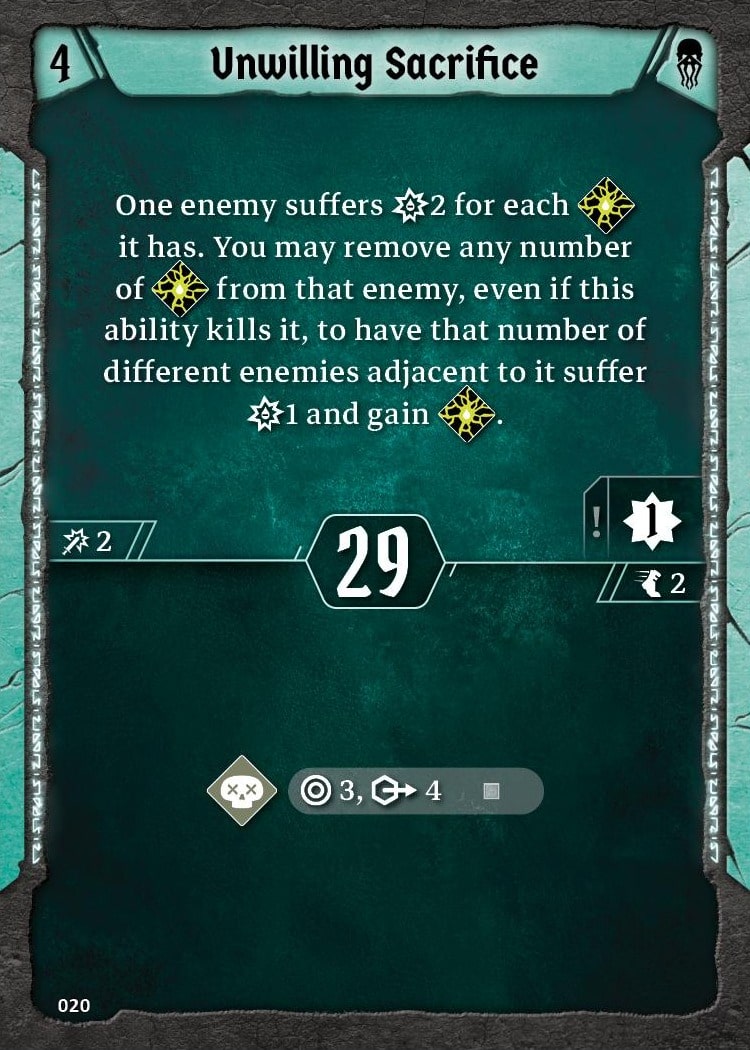 4
Unwilling Sacrifice
One enemy suffers 2 for each
it has. You may remove any number
of from that enemy, even if this
ability kills it, to have that number of
different enemies adjacent to it suffer
1 and gain .
2
29
! 1
2
3, 4
020